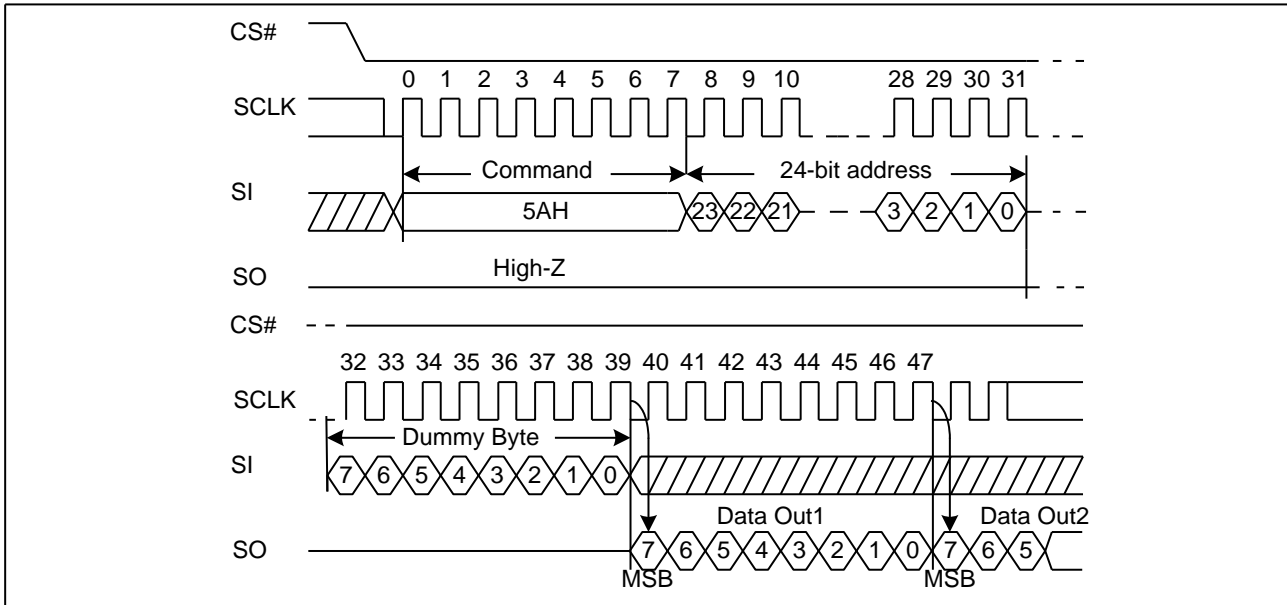 CS#
0 1 2 3 4 5 6 7 8 9 10 28 29 30 31
SCLK
Command 24-bit address
SI
5AH 23 22 21 3 2 1 0
High-Z
SO
CS#
32 33 34 35 36 37 38 39 40 41 42 43 44 45 46 47
SCLK
Dummy Byte
SI
7 6 5 4 3 2 1 0
Data Out1 Data Out2
SO
7 6 5 4 3 2 1 0 7 6 5
MSB MSB